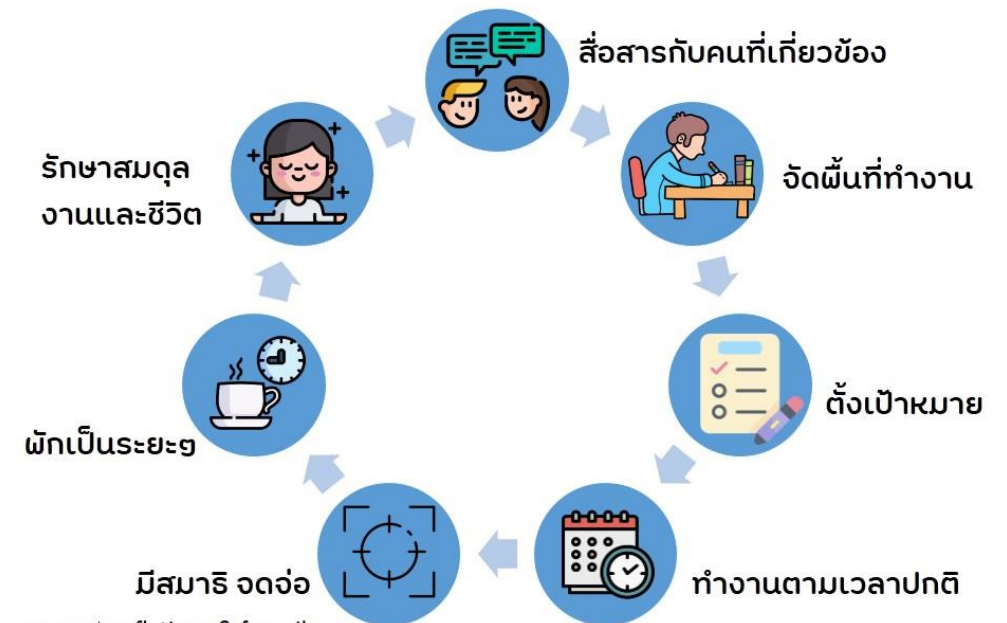 สื่อสารกับคนที่เกี่ยวข้อง
จัดพื้นที่ทำงาน
ตั้งเป้าหมาย
ทำงานตามเวลาปกติ
มีสมาธิ จดจ่อ
พักเป็นระยะๆ
รักษาสมดุล
งานและชีวิต